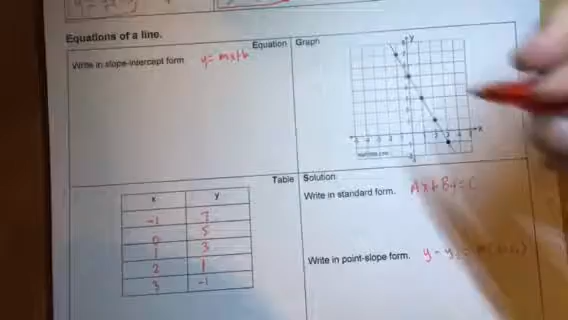 Equations of a line.
Equation
Graph
Write in slope-intercept form
y = mx+b
y
x
Table
Solution
x y
-1 7
0 5
1 3
2 1
3 -1
Write in standard form. Ax+By=C
Write in point-slope form. y-y₁=m(